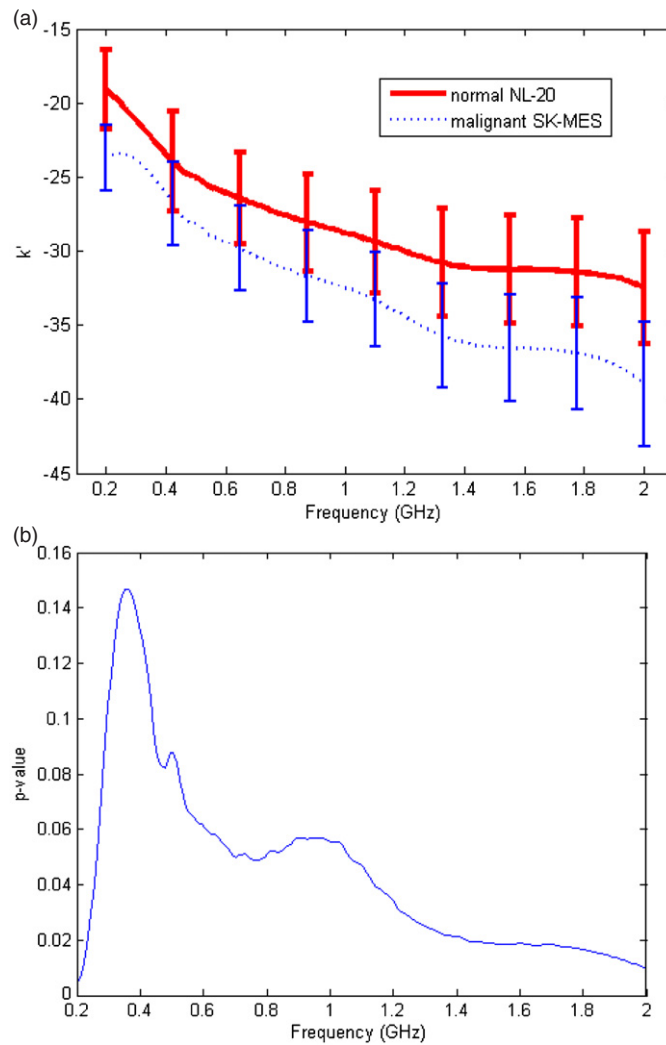 (a)
-15
-20
-25
-30
-35
-40
-45
k'
normal NL-20
malignant SK-MES
0.2 0.4 0.6 0.8 1 1.2 1.4 1.6 1.8 2
Frequency (GHz)
(b)
0.16
0.14
0.12
0.1
0.08
0.06
0.04
0.02
0
p-value
0.2 0.4 0.6 0.8 1 1.2 1.4 1.6 1.8 2
Frequency (GHz)